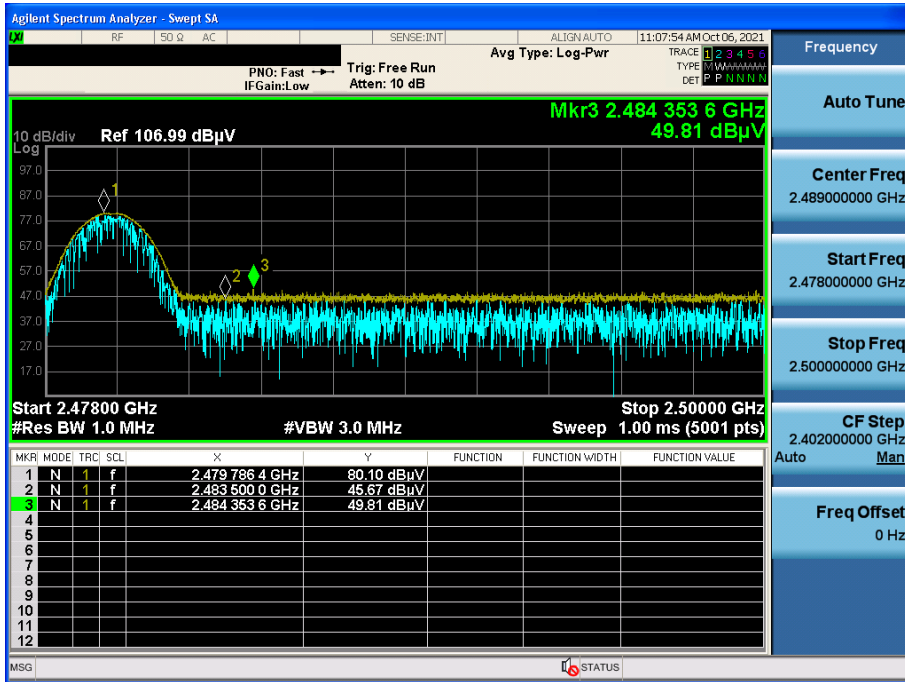 Agilent Spectrum Analyzer - Swept SA
LXI RF 50 Ω AC SENSE:INT ALIGN AUTO 11:07:54 AM Oct 06, 2021
PNO: Fast
IFGain:Low
Trig: Free Run
Atten: 10 dB
Avg Type: Log-Pwr
TRACE 1 2 3 4 5 6
TYPE M W W W W W
DET P P N N N N
Mkr3 2.484 353 6 GHz
49.81 dBµV
10 dB/div Ref 106.99 dBµV
Log
97.0
87.0
77.0
67.0
57.0
47.0
37.0
27.0
17.0
1
2
3
Start 2.47800 GHz Stop 2.50000 GHz
#Res BW 1.0 MHz #VBW 3.0 MHz Sweep 1.00 ms (5001 pts)
MKR MODE TRC SCL X Y FUNCTION FUNCTION WIDTH FUNCTION VALUE
1 N 1 f 2.479 786 4 GHz 80.10 dBµV
2 N 1 f 2.483 500 0 GHz 45.67 dBµV
3 N 1 f 2.484 353 6 GHz 49.81 dBµV
4
5
6
7
8
9
10
11
12
MSG STATUS
Frequency
Auto Tune
Center Freq
2.489000000 GHz
Start Freq
2.478000000 GHz
Stop Freq
2.500000000 GHz
CF Step
2.402000000 GHz
Auto Man
Freq Offset
0 Hz